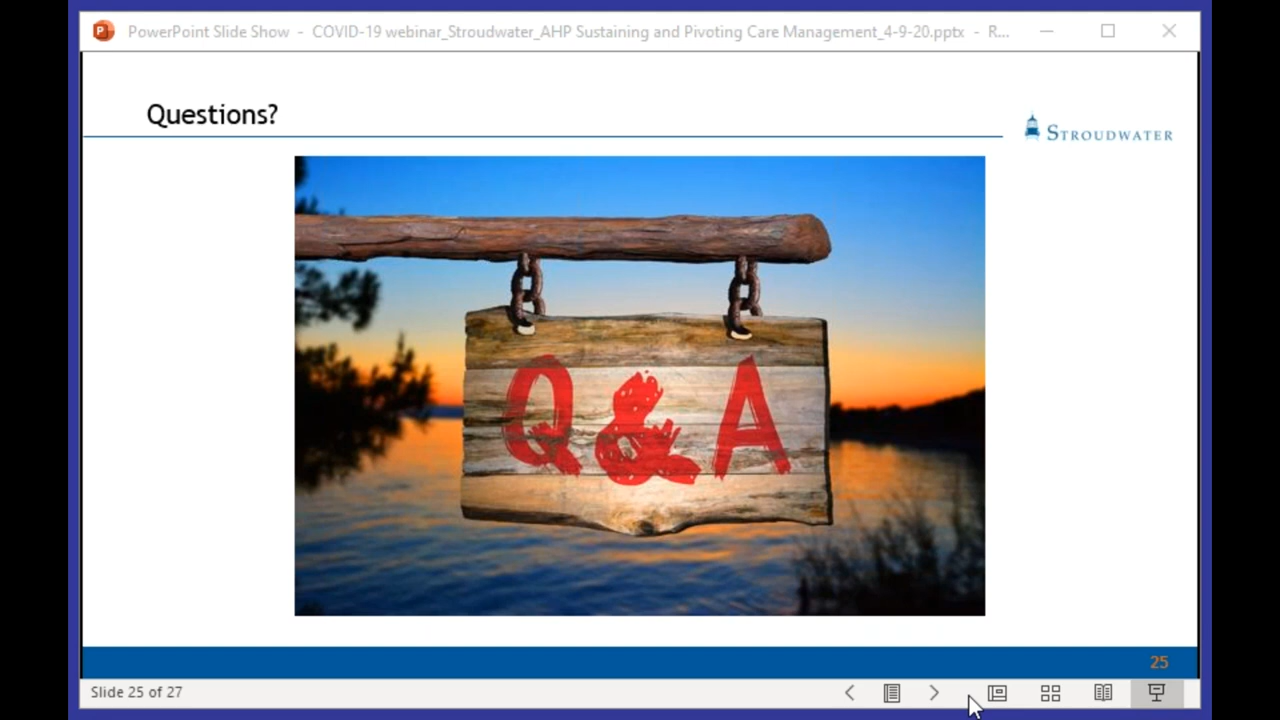 PowerPoint Slide Show - COVID-19 webinar_Stroudwater_AHP Sustaining and Pivoting Care Management_4-9-20.pptx - R...
Questions?
STROUDWATER
Q & A
25
Slide 25 of 27